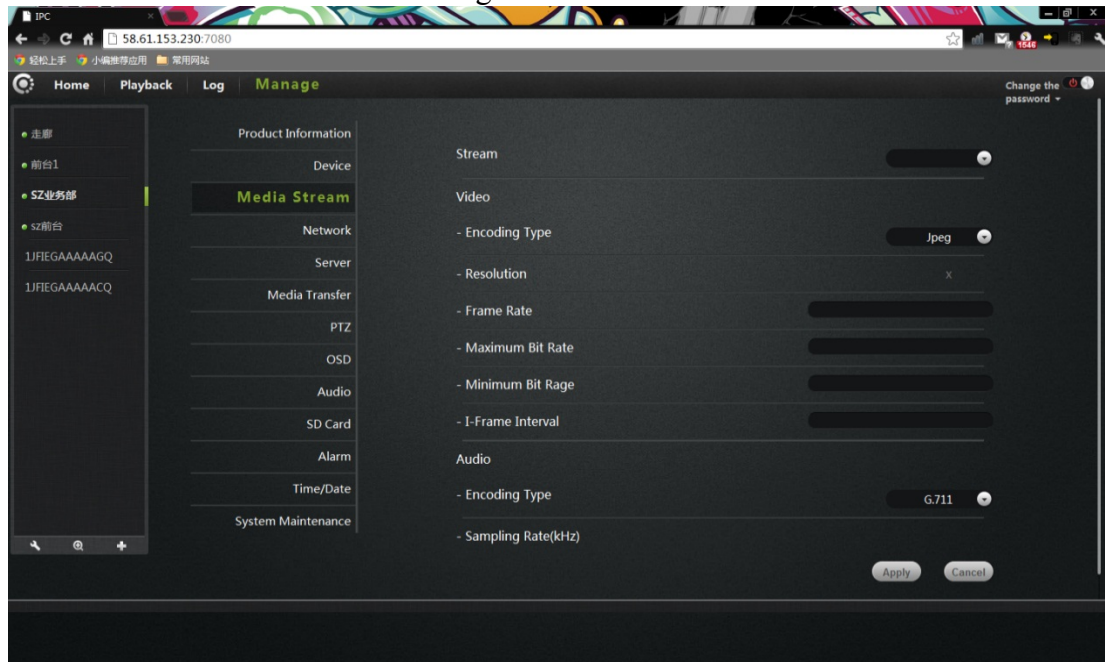 IPC
58.61.153.230:7080
1546
轻松上手 小编推荐应用 常用网站
Home Playback Log Manage
Change the
password
走廊
前台1
SZ业务部
sz前台
1JFIEGAAAAAGQ
1JFIEGAAAAACQ
Product Information
Device
Media Stream
Network
Server
Media Transfer
PTZ
OSD
Audio
SD Card
Alarm
Time/Date
System Maintenance
Stream
Video
- Encoding Type Jpeg
- Resolution x
- Frame Rate
- Maximum Bit Rate
- Minimum Bit Rage
- I-Frame Interval
Audio
- Encoding Type G.711
- Sampling Rate(kHz)
Apply Cancel